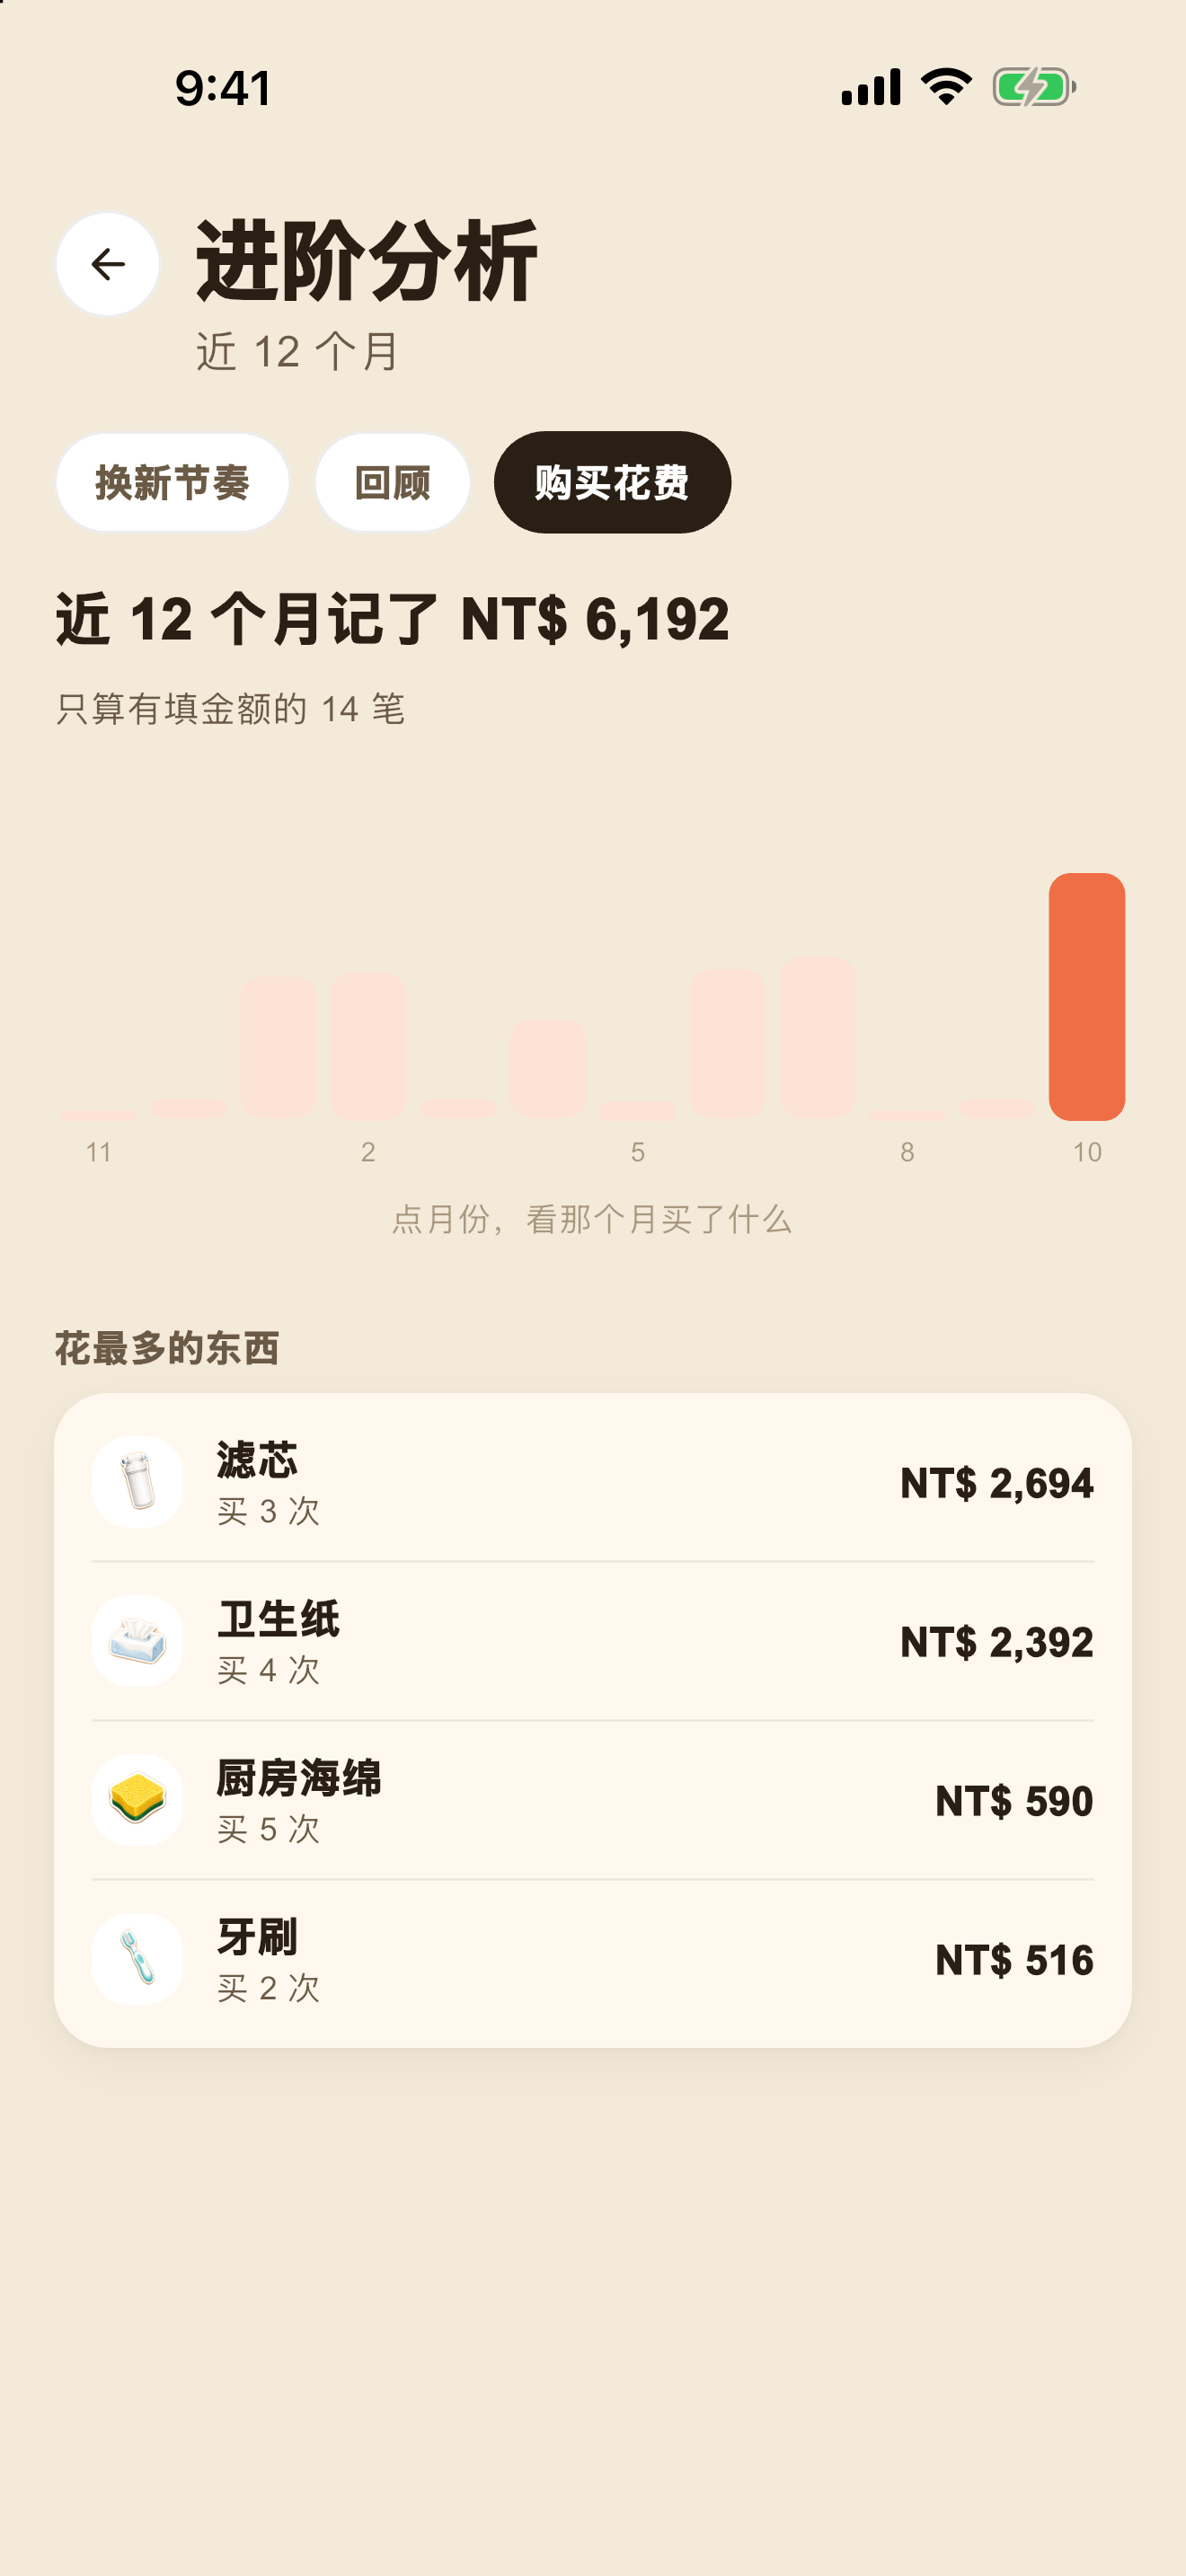 9:41
进阶分析
近 12 个月
换新节奏 回顾 购买花费
近 12 个月记了 NT$ 6,192
只算有填金额的 14 笔
11 2 5 8 10
点月份，看那个月买了什么
花最多的东西
滤芯
买 3 次
NT$ 2,694
卫生纸
买 4 次
NT$ 2,392
厨房海绵
买 5 次
NT$ 590
牙刷
买 2 次
NT$ 516